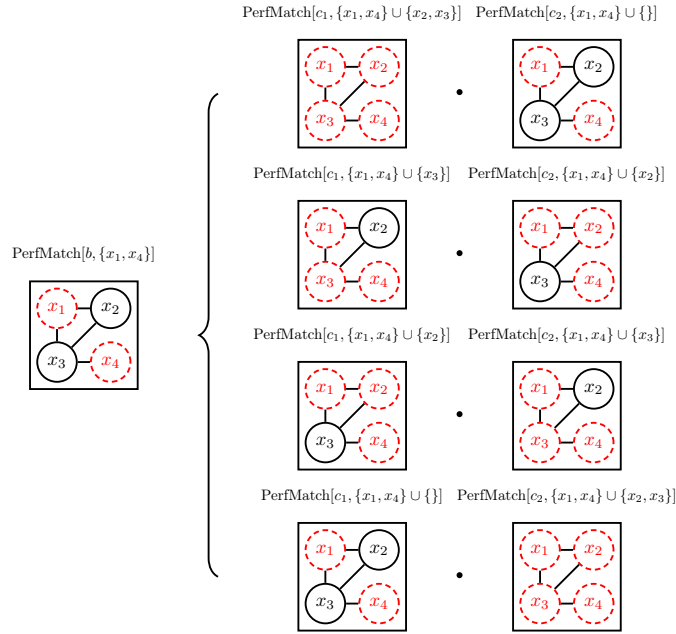 PerfMatch[c₁, {x₁, x₄} ∪ {x₂, x₃}] PerfMatch[c₂, {x₁, x₄} ∪ {}]
x₁ x₂ x₁ x₂
x₃ x₄ • x₃ x₄
PerfMatch[c₁, {x₁, x₄} ∪ {x₃}] PerfMatch[c₂, {x₁, x₄} ∪ {x₂}]
x₁ x₂ x₁ x₂
x₃ x₄ • x₃ x₄
PerfMatch[b, {x₁, x₄}]
x₁ x₂
x₃ x₄
PerfMatch[c₁, {x₁, x₄} ∪ {x₂}] PerfMatch[c₂, {x₁, x₄} ∪ {x₃}]
x₁ x₂ x₁ x₂
x₃ x₄ • x₃ x₄
PerfMatch[c₁, {x₁, x₄} ∪ {}] PerfMatch[c₂, {x₁, x₄} ∪ {x₂, x₃}]
x₁ x₂ x₁ x₂
x₃ x₄ • x₃ x₄